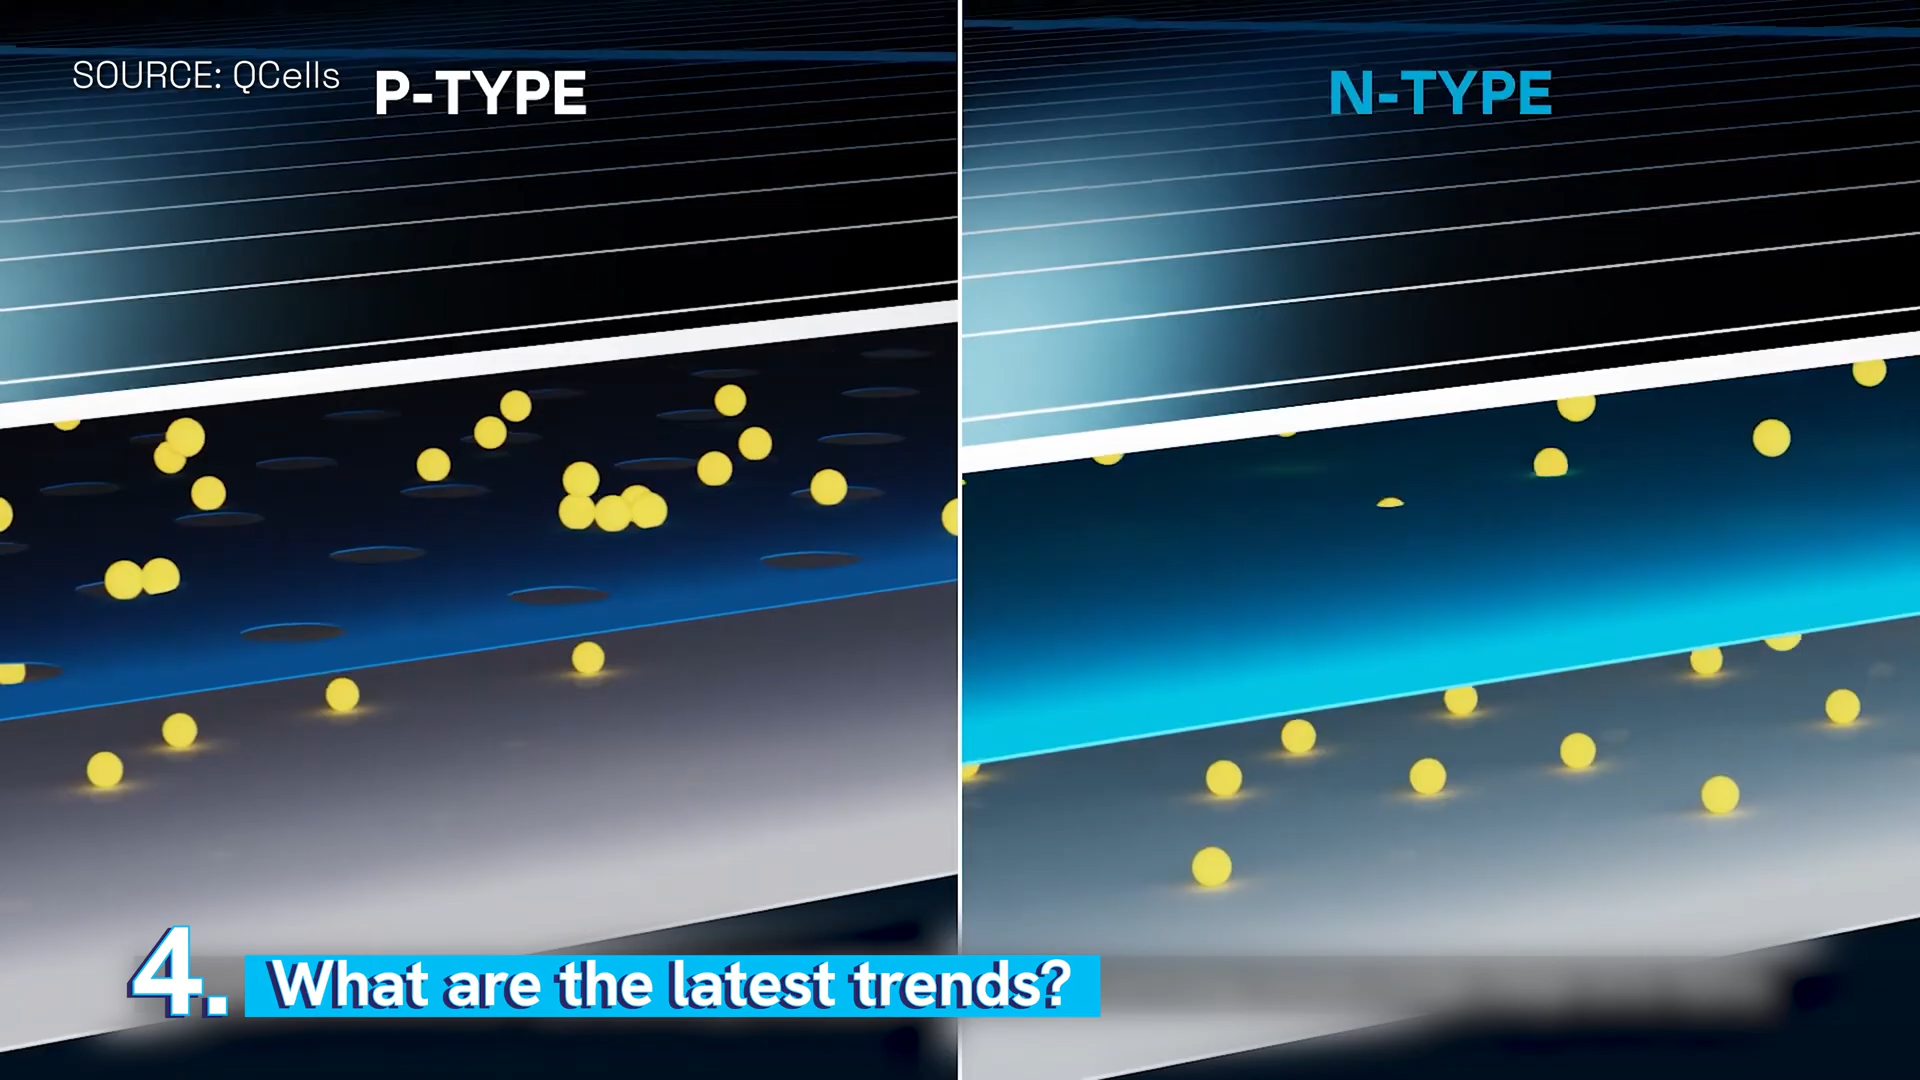 SOURCE: QCells
P-TYPE
N-TYPE
4. What are the latest trends?